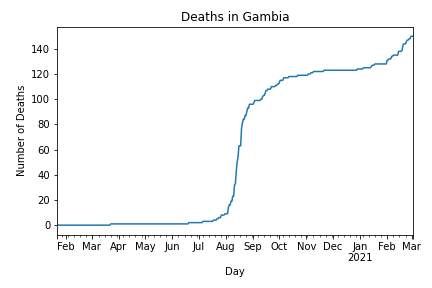 Deaths in Gambia
Number of Deaths
140
120
100
80
60
40
20
0
Feb Mar Apr May Jun Jul Aug Sep Oct Nov Dec Jan Feb Mar
2021
Day